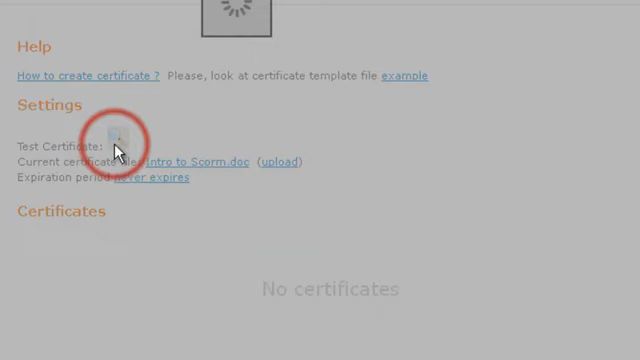 Help
How to create certificate ? Please, look at certificate template file example
Settings
Test Certificate:
Current certificate file: Intro to Scorm.doc (upload)
Expiration period never expires
Certificates
No certificates